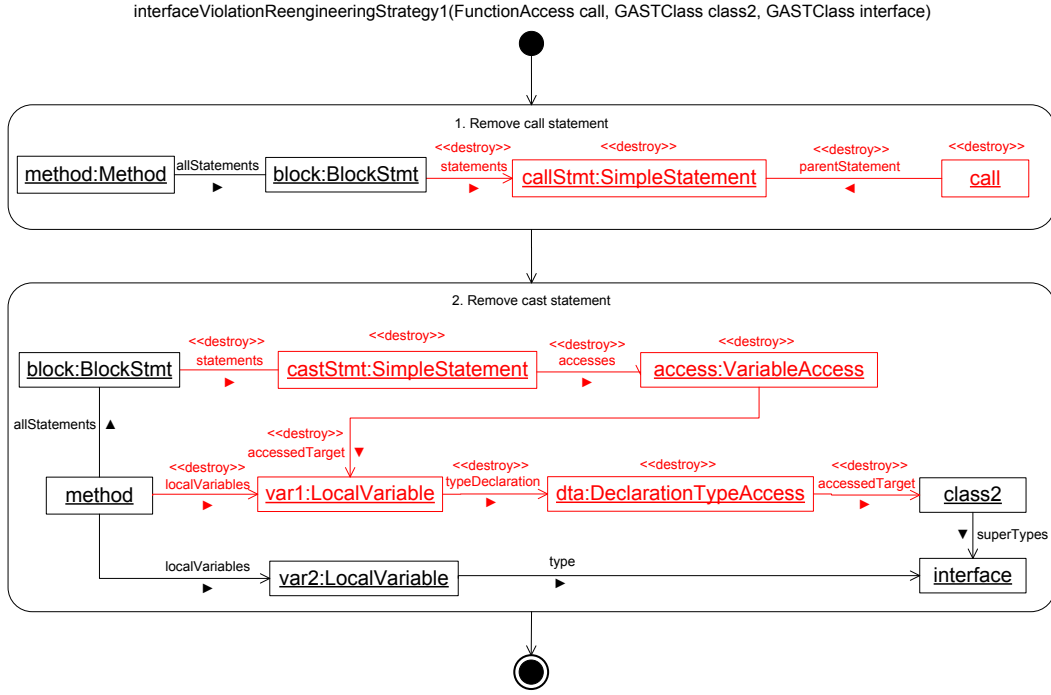 interfaceViolationReengineeringStrategy1(FunctionAccess call, GASTClass class2, GASTClass interface)
1. Remove call statement
<<destroy>>
<<destroy>>
<<destroy>>
<<destroy>>
method:Method
allStatements
block:BlockStmt
statements
callStmt:SimpleStatement
parentStatement
call
2. Remove cast statement
<<destroy>>
<<destroy>>
<<destroy>>
<<destroy>>
block:BlockStmt
statements
castStmt:SimpleStatement
accesses
access:VariableAccess
allStatements
<<destroy>>
accessedTarget
<<destroy>>
<<destroy>>
<<destroy>>
<<destroy>>
method
localVariables
var1:LocalVariable
typeDeclaration
dta:DeclarationTypeAccess
accessedTarget
class2
superTypes
localVariables
var2:LocalVariable
type
interface